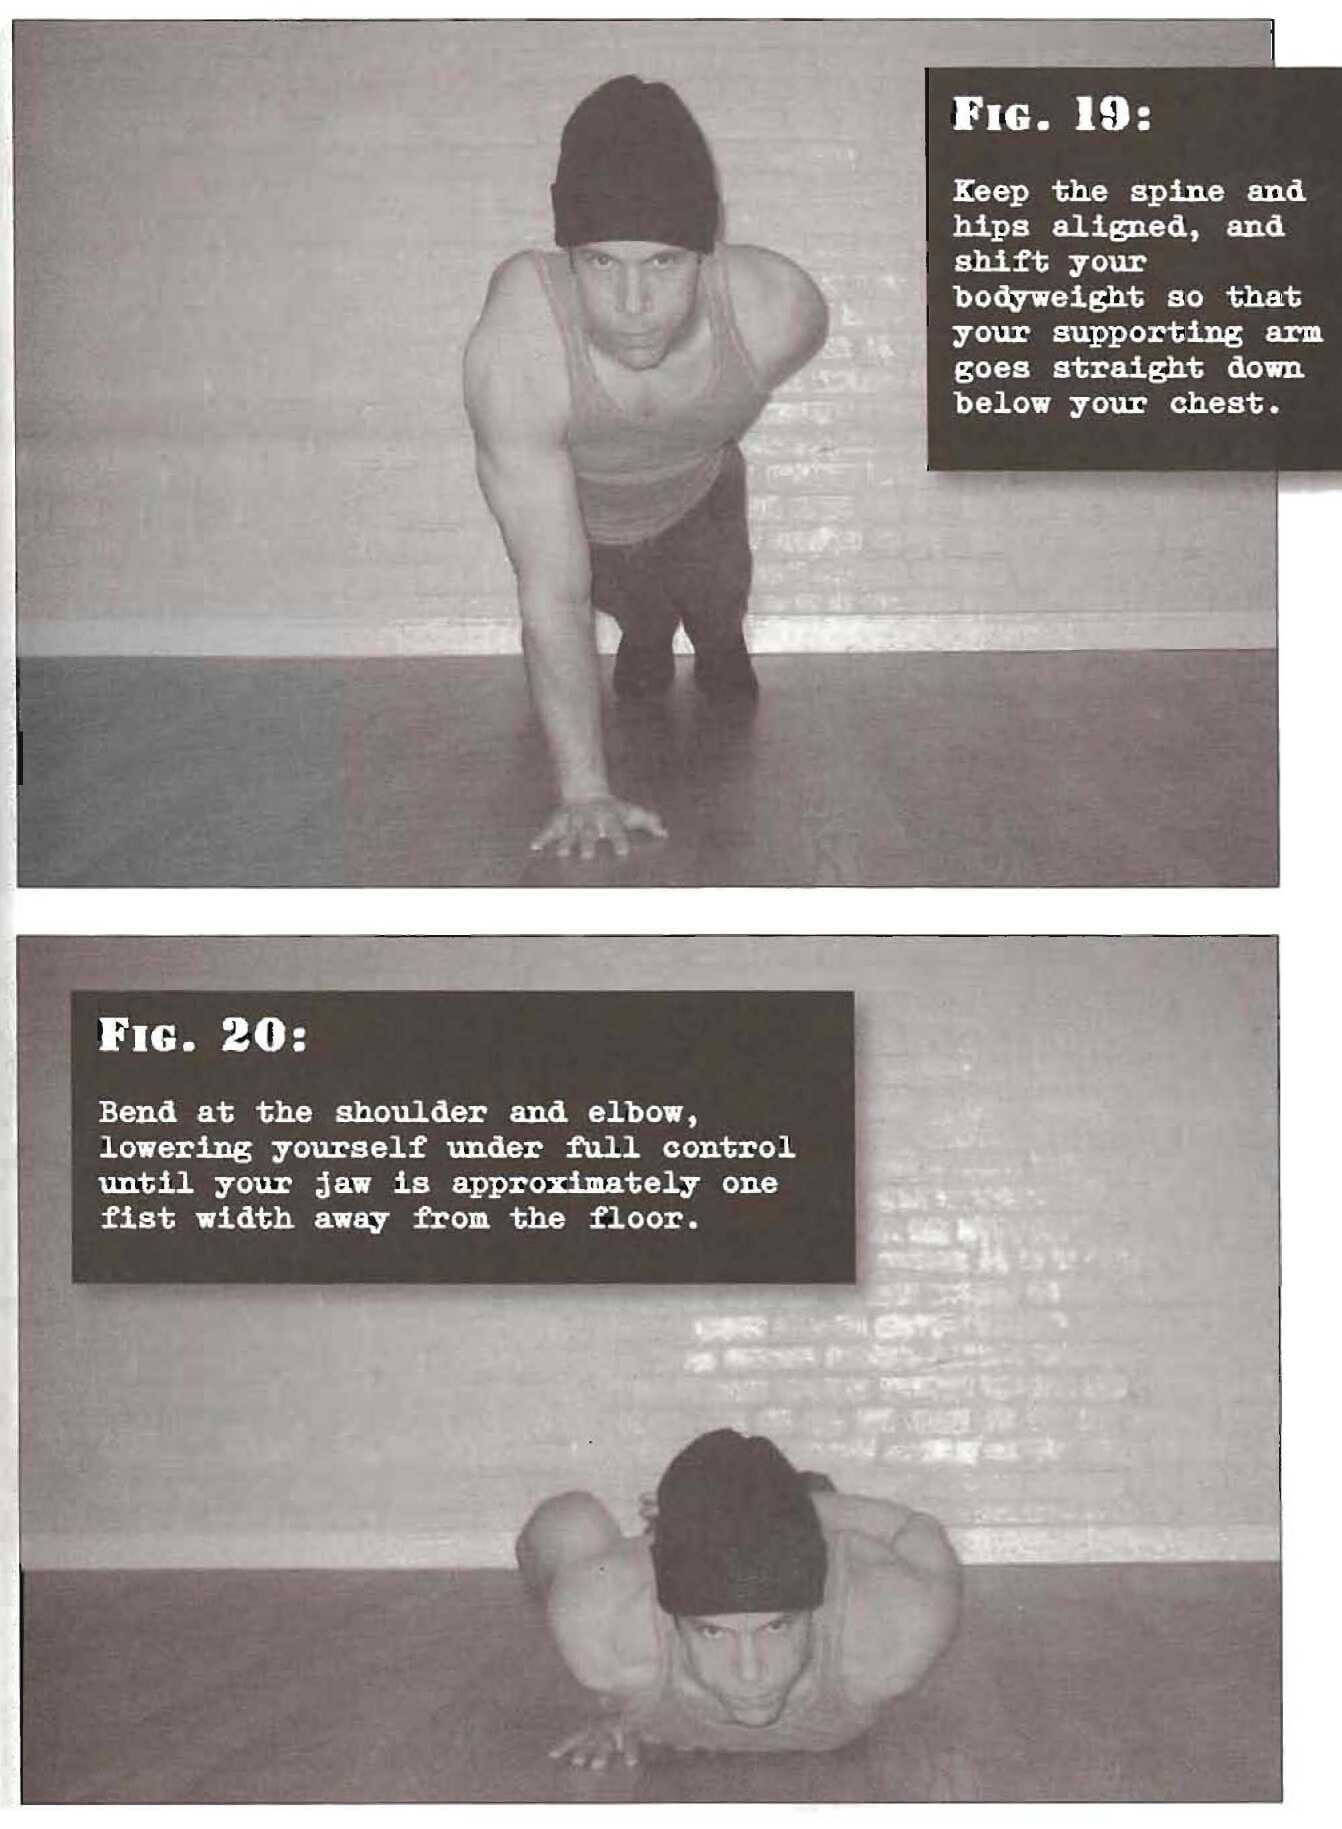 FIG. 19:
Keep the spine and
hips aligned, and
shift your
bodyweight so that
your supporting arm
goes straight down
below your chest.
FIG. 20:
Bend at the shoulder and elbow,
lowering yourself under full control
until your jaw is approximately one
fist width away from the floor.